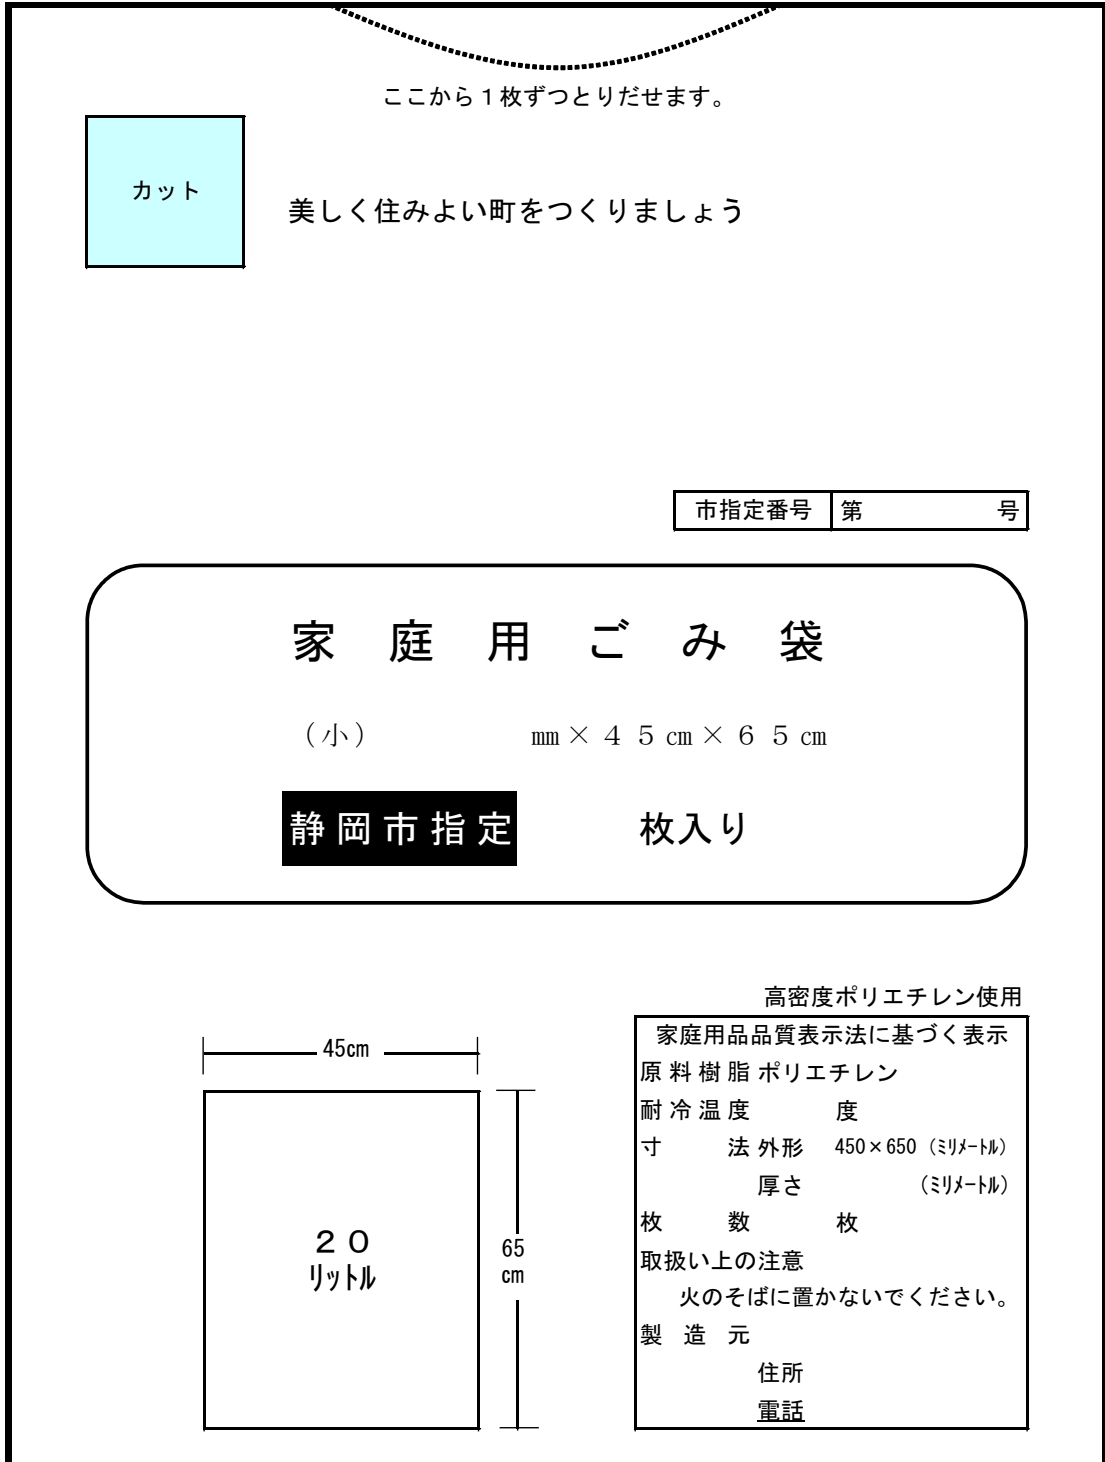 ここから１枚ずつとりだせます。
カット
美しく住みよい町をつくりましょう
市指定番号 第 号
家庭用ごみ袋
（小） ㎜×４５㎝×６５㎝
静岡市指定 枚入り
高密度ポリエチレン使用
家庭用品品質表示法に基づく表示
原料樹脂 ポリエチレン
耐冷温度 度
寸法 外形 450×650（ﾐﾘﾒｰﾄﾙ）
厚さ （ﾐﾘﾒｰﾄﾙ）
枚数 枚
取扱い上の注意
火のそばに置かないでください。
製造元
住所
電話
45cm
２０
ﾘｯﾄﾙ
65
cm